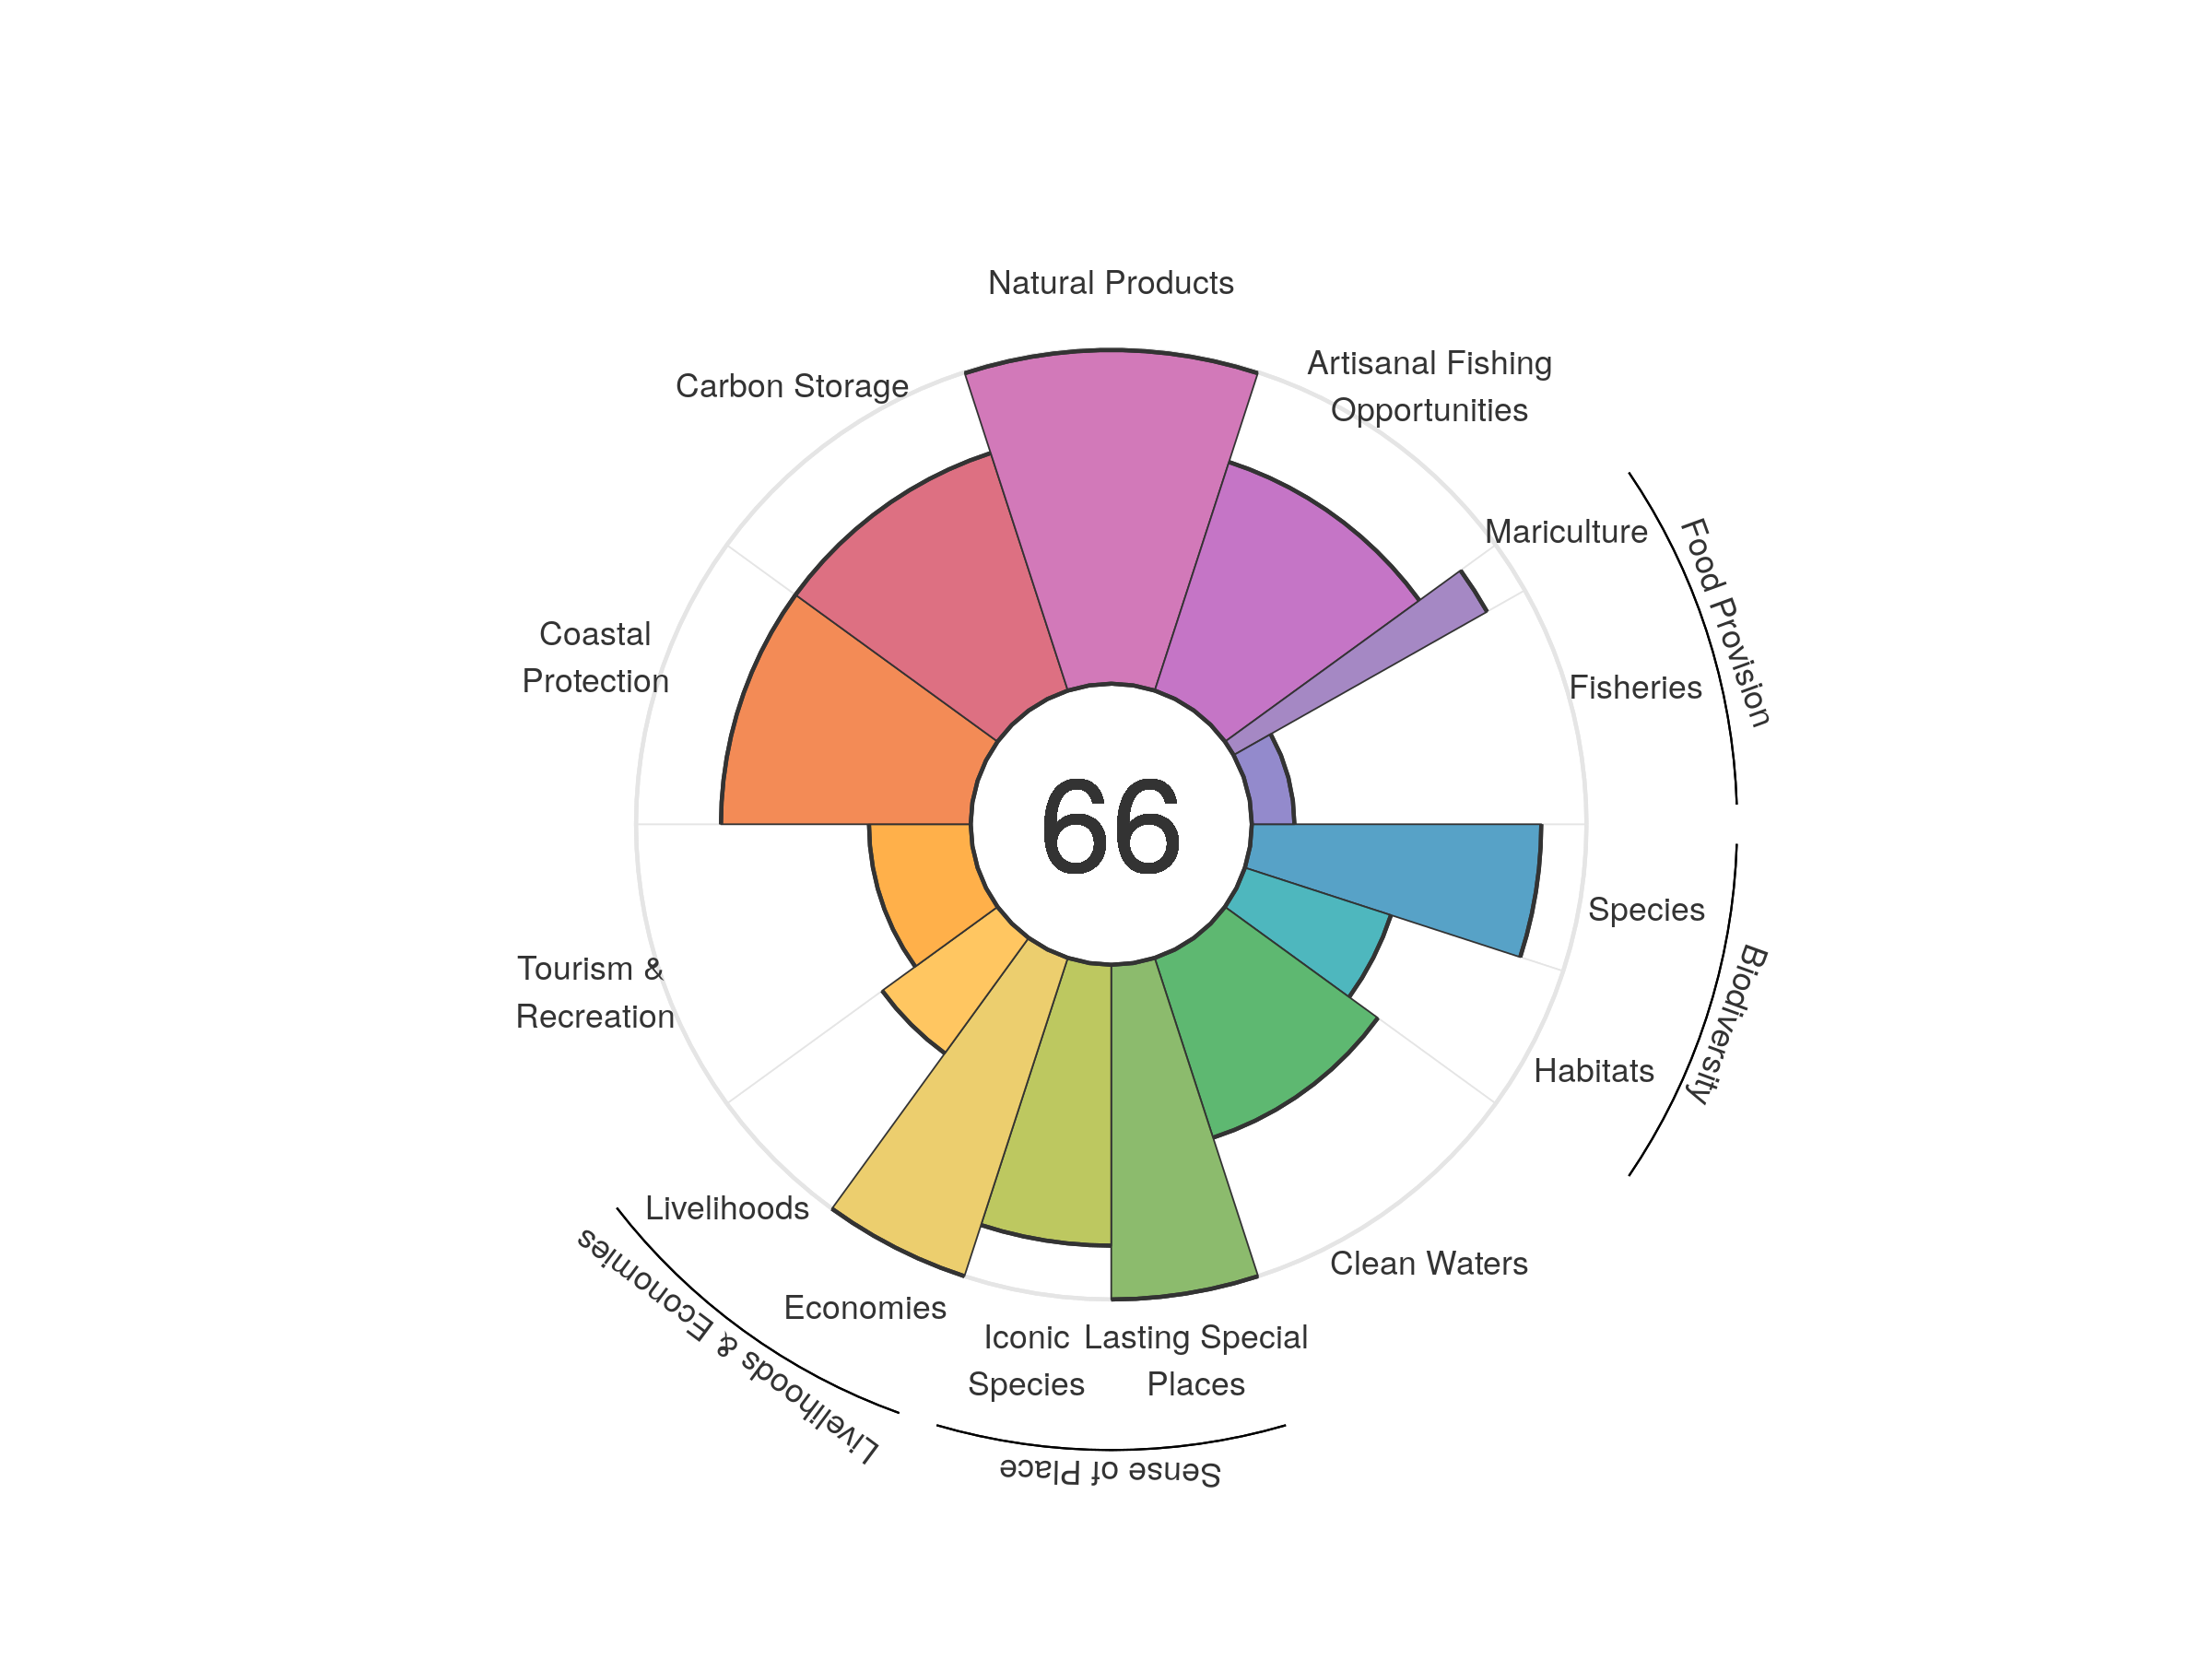 Natural Products
Artisanal Fishing
Opportunities
Carbon Storage
Mariculture
Food Provision
Coastal
Protection
Fisheries
66
Species
Biodiversity
Tourism &
Recreation
Habitats
Livelihoods
Clean Waters
Economies
Iconic
Species
Lasting Special
Places
Livelihoods & Economies
Sense of Place